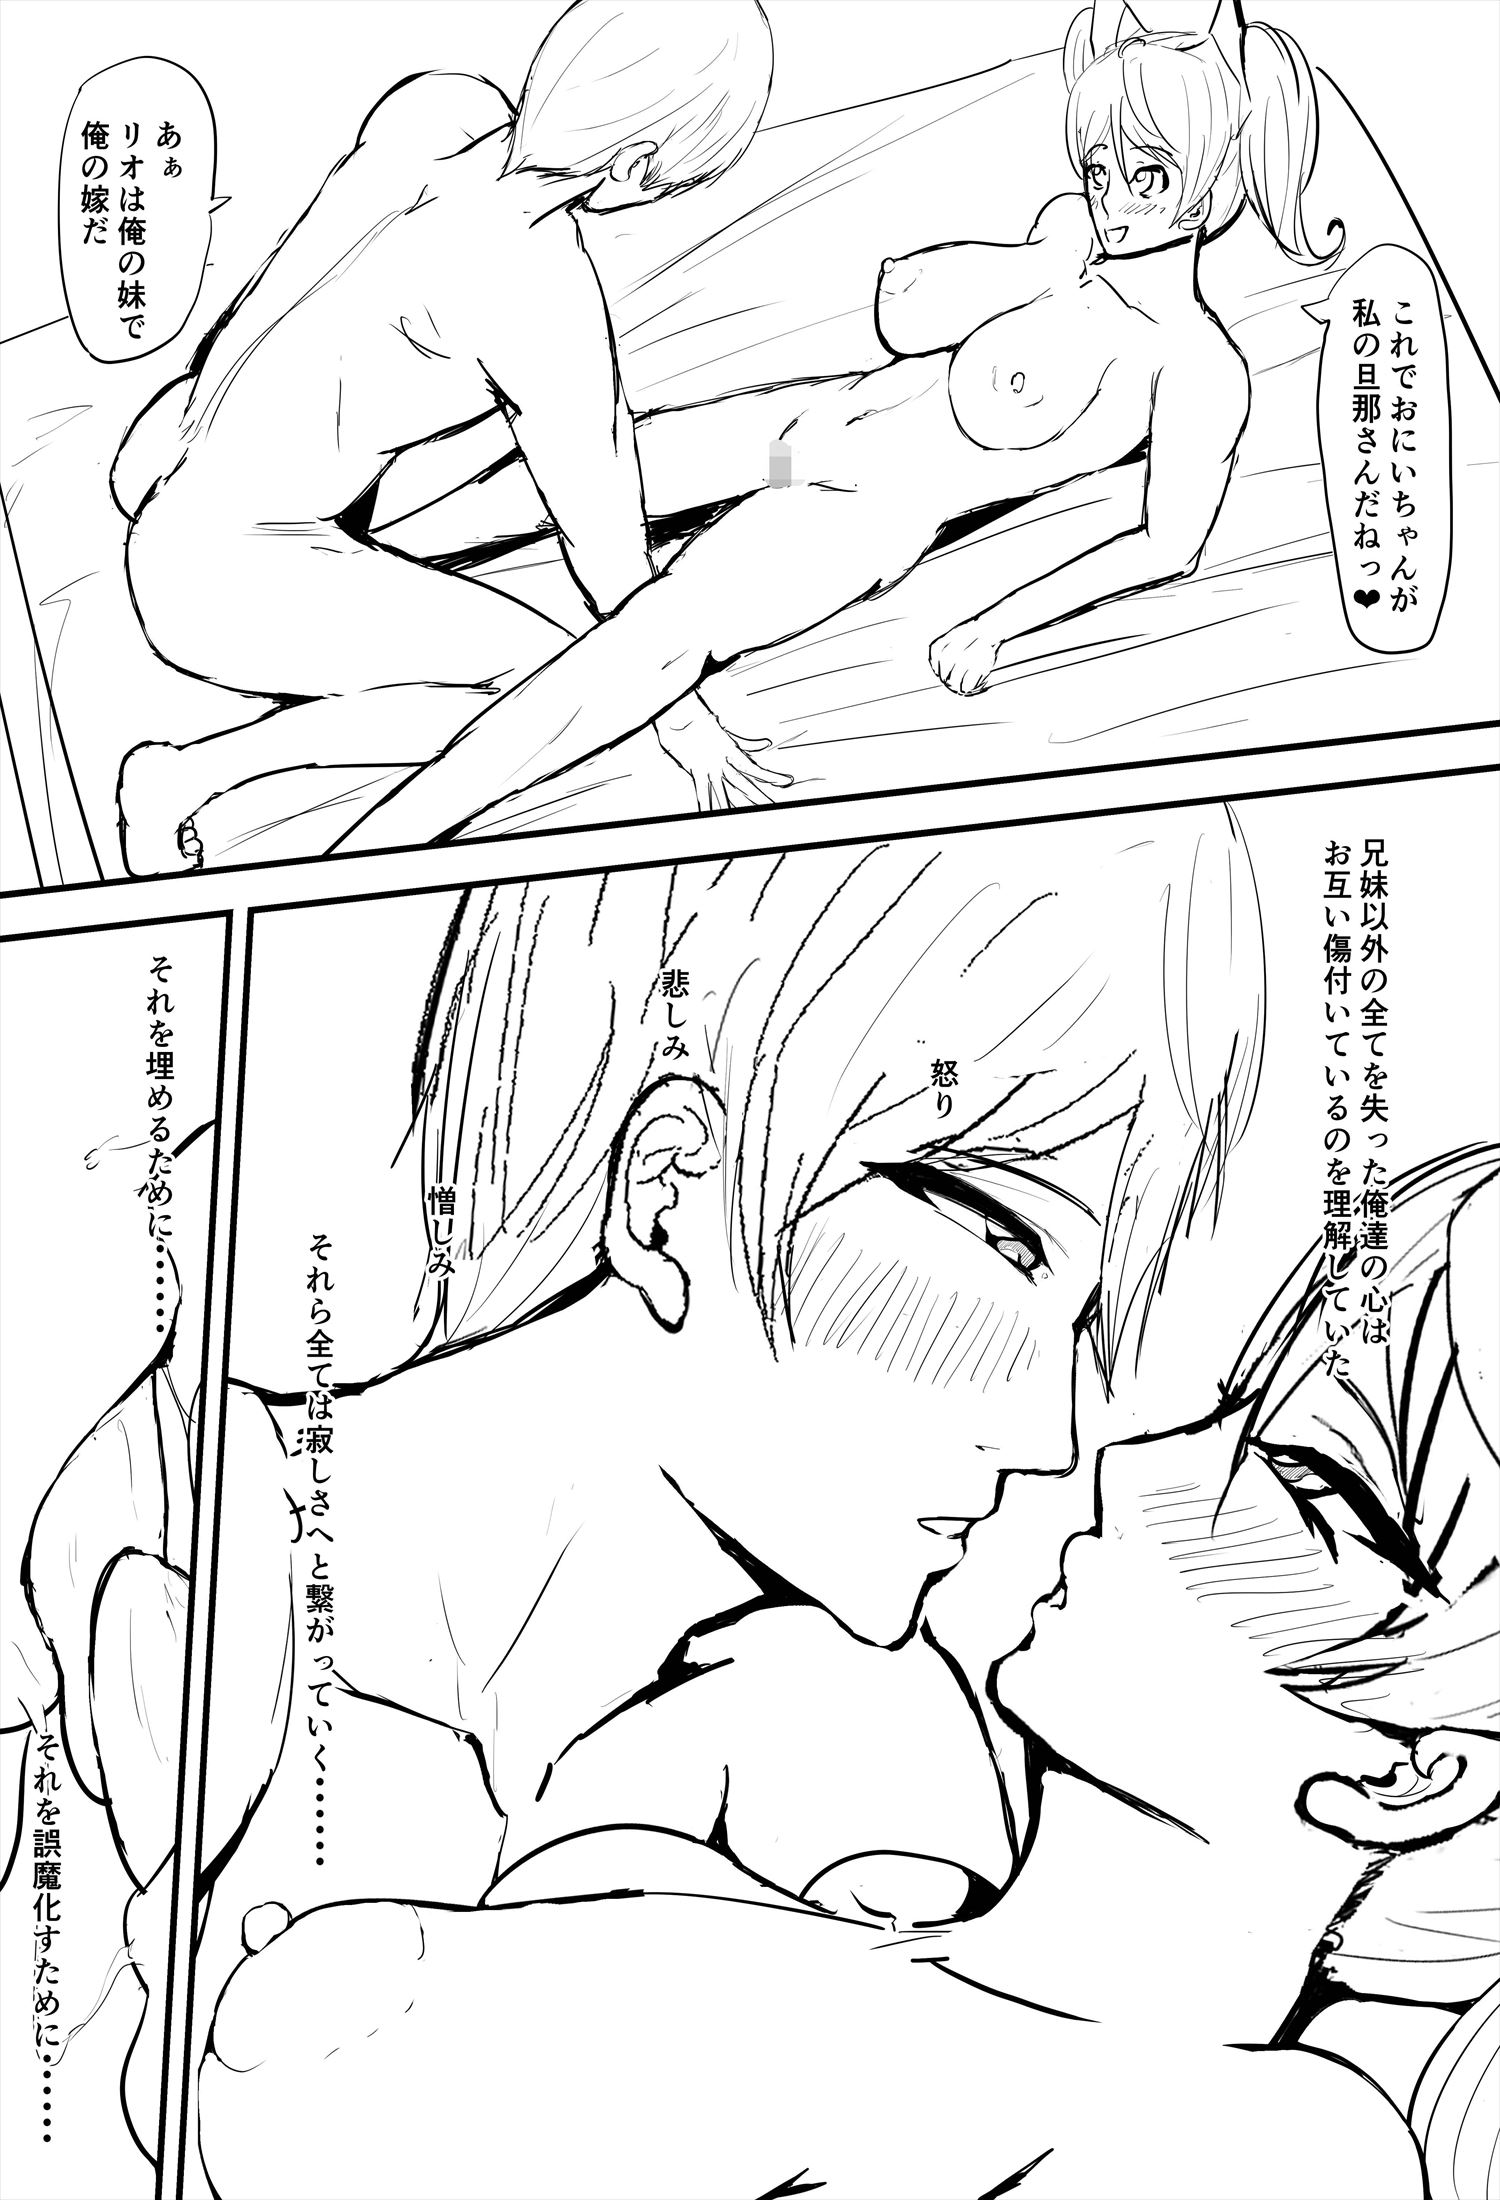 これでおにいちゃんが
私の旦那さんだねっ❤
あぁ
リオは俺の妹で
俺の嫁だ
兄妹以外の全てを失った俺達の心は
お互い傷付いているのを理解していた
怒り
悲しみ
憎しみ
それら全ては寂しさへと繋がっていく……
それを埋めるために……
それを誤魔化すために……